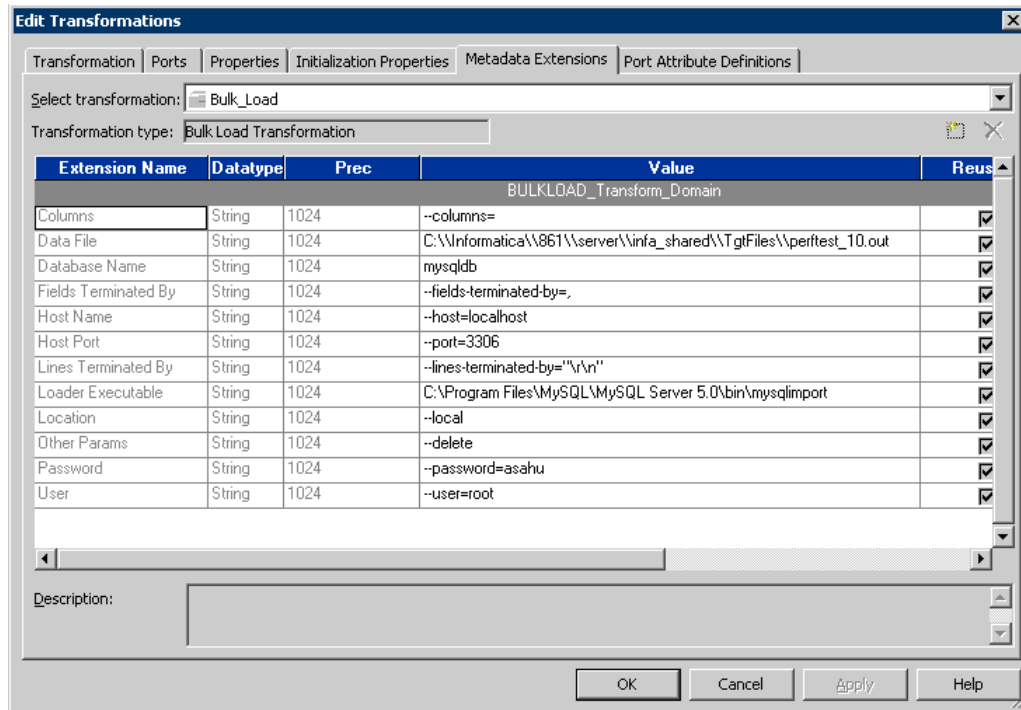 Edit Transformations
Transformation Ports Properties Initialization Properties Metadata Extensions Port Attribute Definitions
Select transformation: Bulk_Load
Transformation type: Bulk Load Transformation
Extension Name Datatype Prec Value Reus
BULKLOAD_Transform_Domain
Columns String 1024 --columns=
Data File String 1024 C:\\Informatica\\861\\server\\infa_shared\\TgtFiles\\perftest_10.out
Database Name String 1024 mysqldb
Fields Terminated By String 1024 --fields-terminated-by=,
Host Name String 1024 --host=localhost
Host Port String 1024 --port=3306
Lines Terminated By String 1024 --lines-terminated-by="\r\n"
Loader Executable String 1024 C:\Program Files\MySQL\MySQL Server 5.0\bin\mysqlimport
Location String 1024 --local
Other Params String 1024 --delete
Password String 1024 --password=asahu
User String 1024 --user=root
Description:
OK Cancel Apply Help